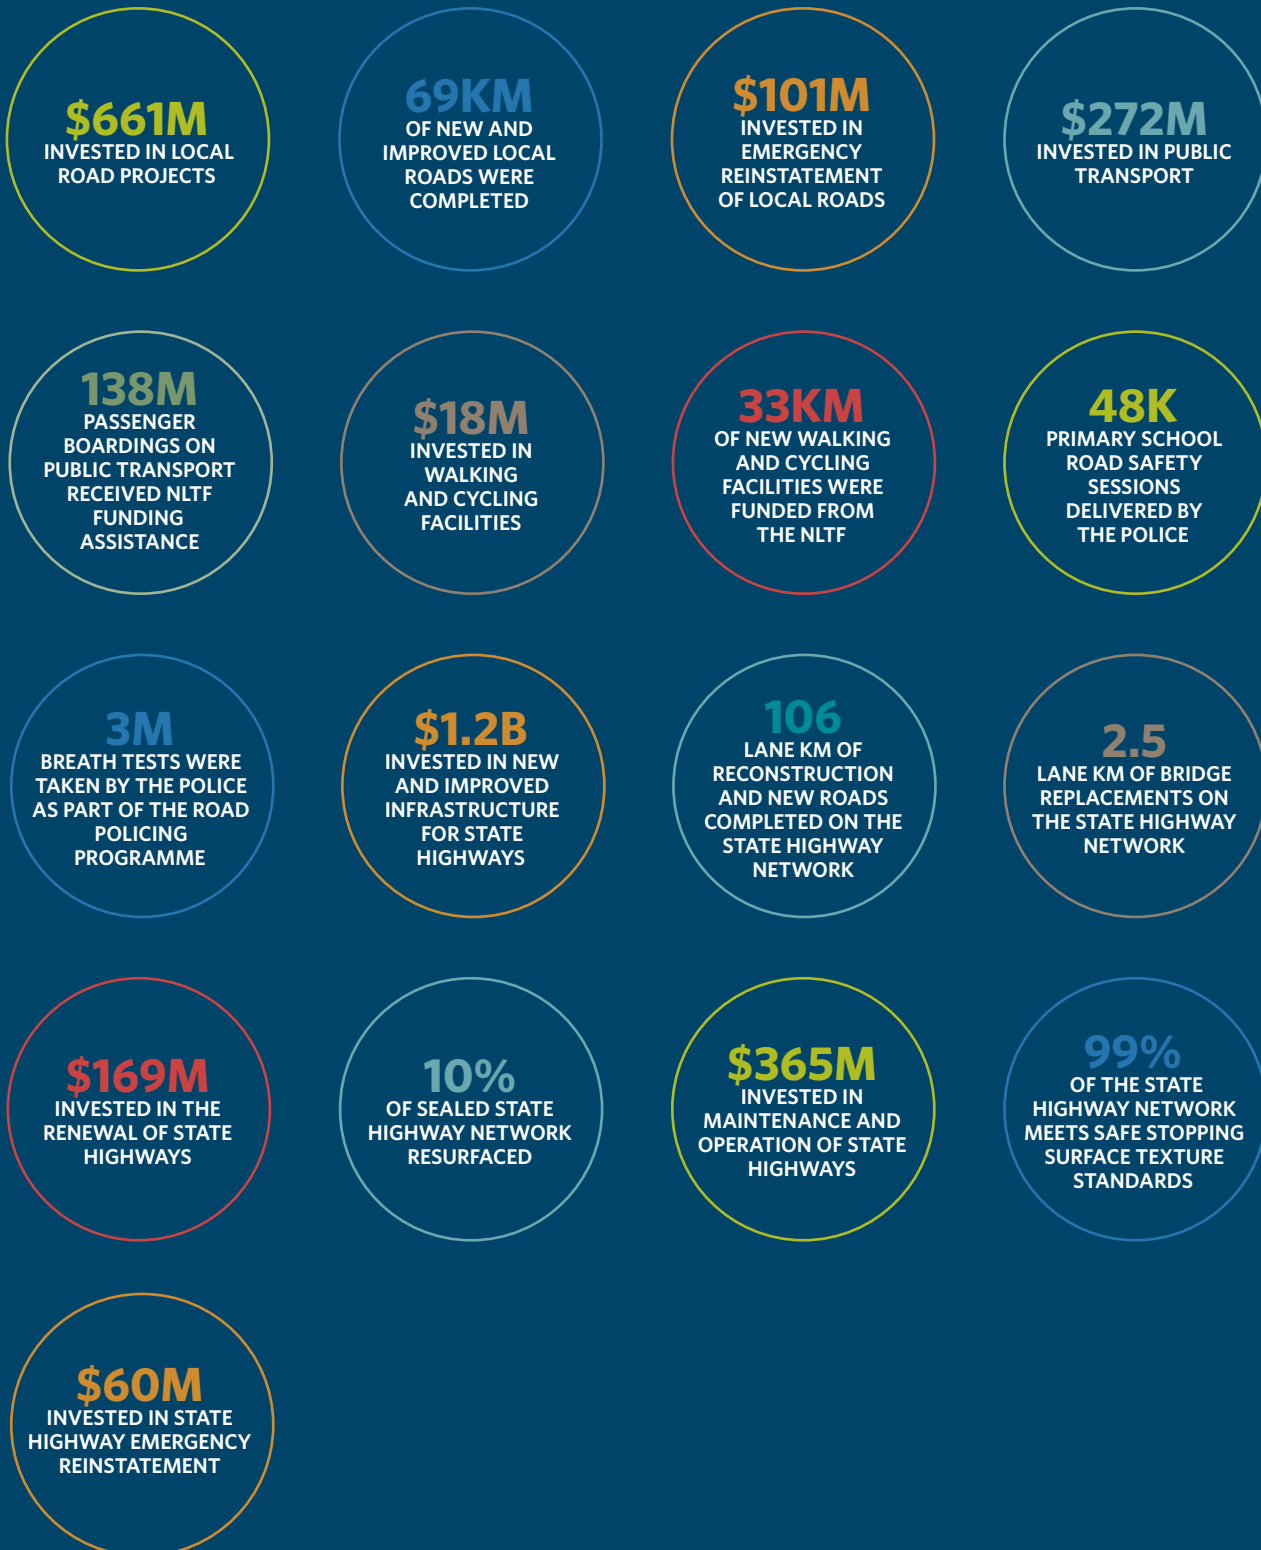 $661M
INVESTED IN LOCAL
ROAD PROJECTS
69KM
OF NEW AND
IMPROVED LOCAL
ROADS WERE
COMPLETED
$101M
INVESTED IN
EMERGENCY
REINSTATEMENT
OF LOCAL ROADS
$272M
INVESTED IN PUBLIC
TRANSPORT
138M
PASSENGER
BOARDINGS ON
PUBLIC TRANSPORT
RECEIVED NLTF
FUNDING
ASSISTANCE
$18M
INVESTED IN
WALKING
AND CYCLING
FACILITIES
33KM
OF NEW WALKING
AND CYCLING
FACILITIES WERE
FUNDED FROM
THE NLTF
48K
PRIMARY SCHOOL
ROAD SAFETY
SESSIONS
DELIVERED BY
THE POLICE
3M
BREATH TESTS WERE
TAKEN BY THE POLICE
AS PART OF THE ROAD
POLICING
PROGRAMME
$1.2B
INVESTED IN NEW
AND IMPROVED
INFRASTRUCTURE
FOR STATE
HIGHWAYS
106
LANE KM OF
RECONSTRUCTION
AND NEW ROADS
COMPLETED ON THE
STATE HIGHWAY
NETWORK
2.5
LANE KM OF BRIDGE
REPLACEMENTS ON
THE STATE HIGHWAY
NETWORK
$169M
INVESTED IN THE
RENEWAL OF STATE
HIGHWAYS
10%
OF SEALED STATE
HIGHWAY NETWORK
RESURFACED
$365M
INVESTED IN
MAINTENANCE AND
OPERATION OF STATE
HIGHWAYS
99%
OF THE STATE
HIGHWAY NETWORK
MEETS SAFE STOPPING
SURFACE TEXTURE
STANDARDS
$60M
INVESTED IN STATE
HIGHWAY EMERGENCY
REINSTATEMENT